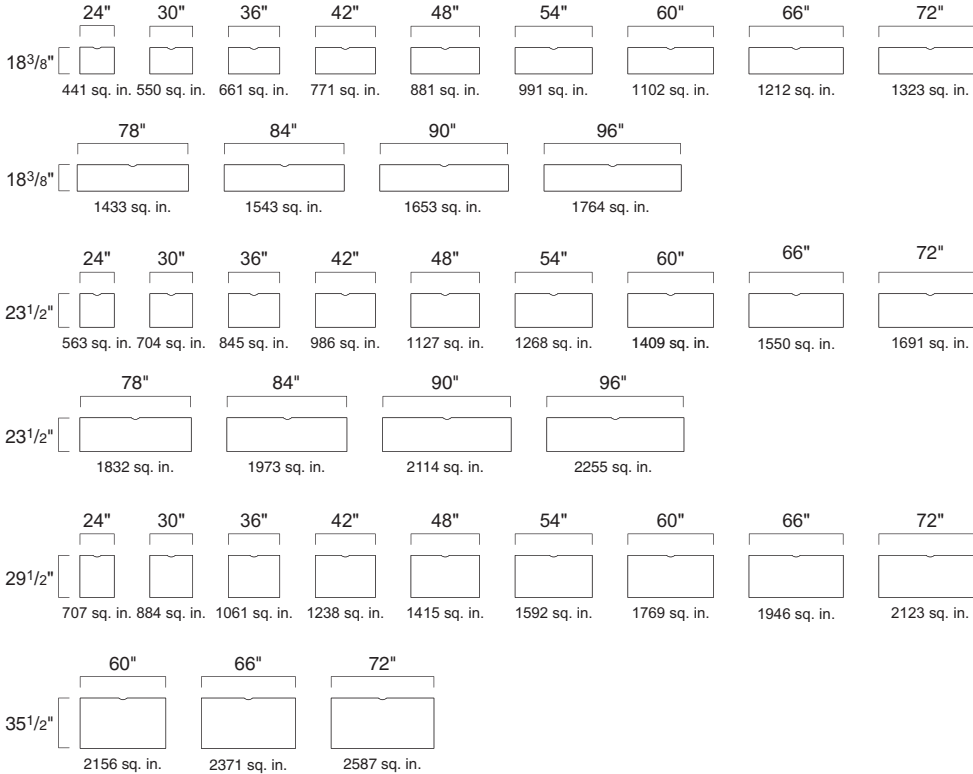 24" 30" 36" 42" 48" 54" 60" 66" 72"
18 3/8"
441 sq. in. 550 sq. in. 661 sq. in. 771 sq. in. 881 sq. in. 991 sq. in. 1102 sq. in. 1212 sq. in. 1323 sq. in.
78" 84" 90" 96"
18 3/8"
1433 sq. in. 1543 sq. in. 1653 sq. in. 1764 sq. in.
24" 30" 36" 42" 48" 54" 60" 66" 72"
23 1/2"
563 sq. in. 704 sq. in. 845 sq. in. 986 sq. in. 1127 sq. in. 1268 sq. in. 1409 sq. in. 1550 sq. in. 1691 sq. in.
78" 84" 90" 96"
23 1/2"
1832 sq. in. 1973 sq. in. 2114 sq. in. 2255 sq. in.
24" 30" 36" 42" 48" 54" 60" 66" 72"
29 1/2"
707 sq. in. 884 sq. in. 1061 sq. in. 1238 sq. in. 1415 sq. in. 1592 sq. in. 1769 sq. in. 1946 sq. in. 2123 sq. in.
60" 66" 72"
35 1/2"
2156 sq. in. 2371 sq. in. 2587 sq. in.